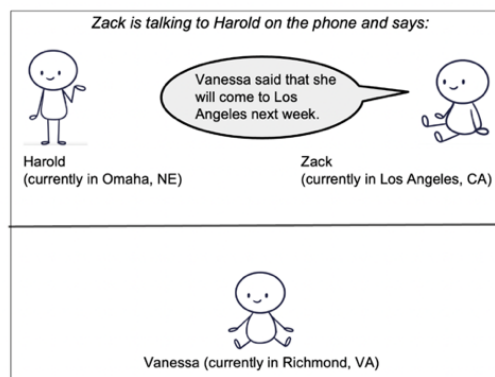 Zack is talking to Harold on the phone and says:
Vanessa said that she
will come to Los
Angeles next week.
Harold
(currently in Omaha, NE)
Zack
(currently in Los Angeles, CA)
Vanessa (currently in Richmond, VA)